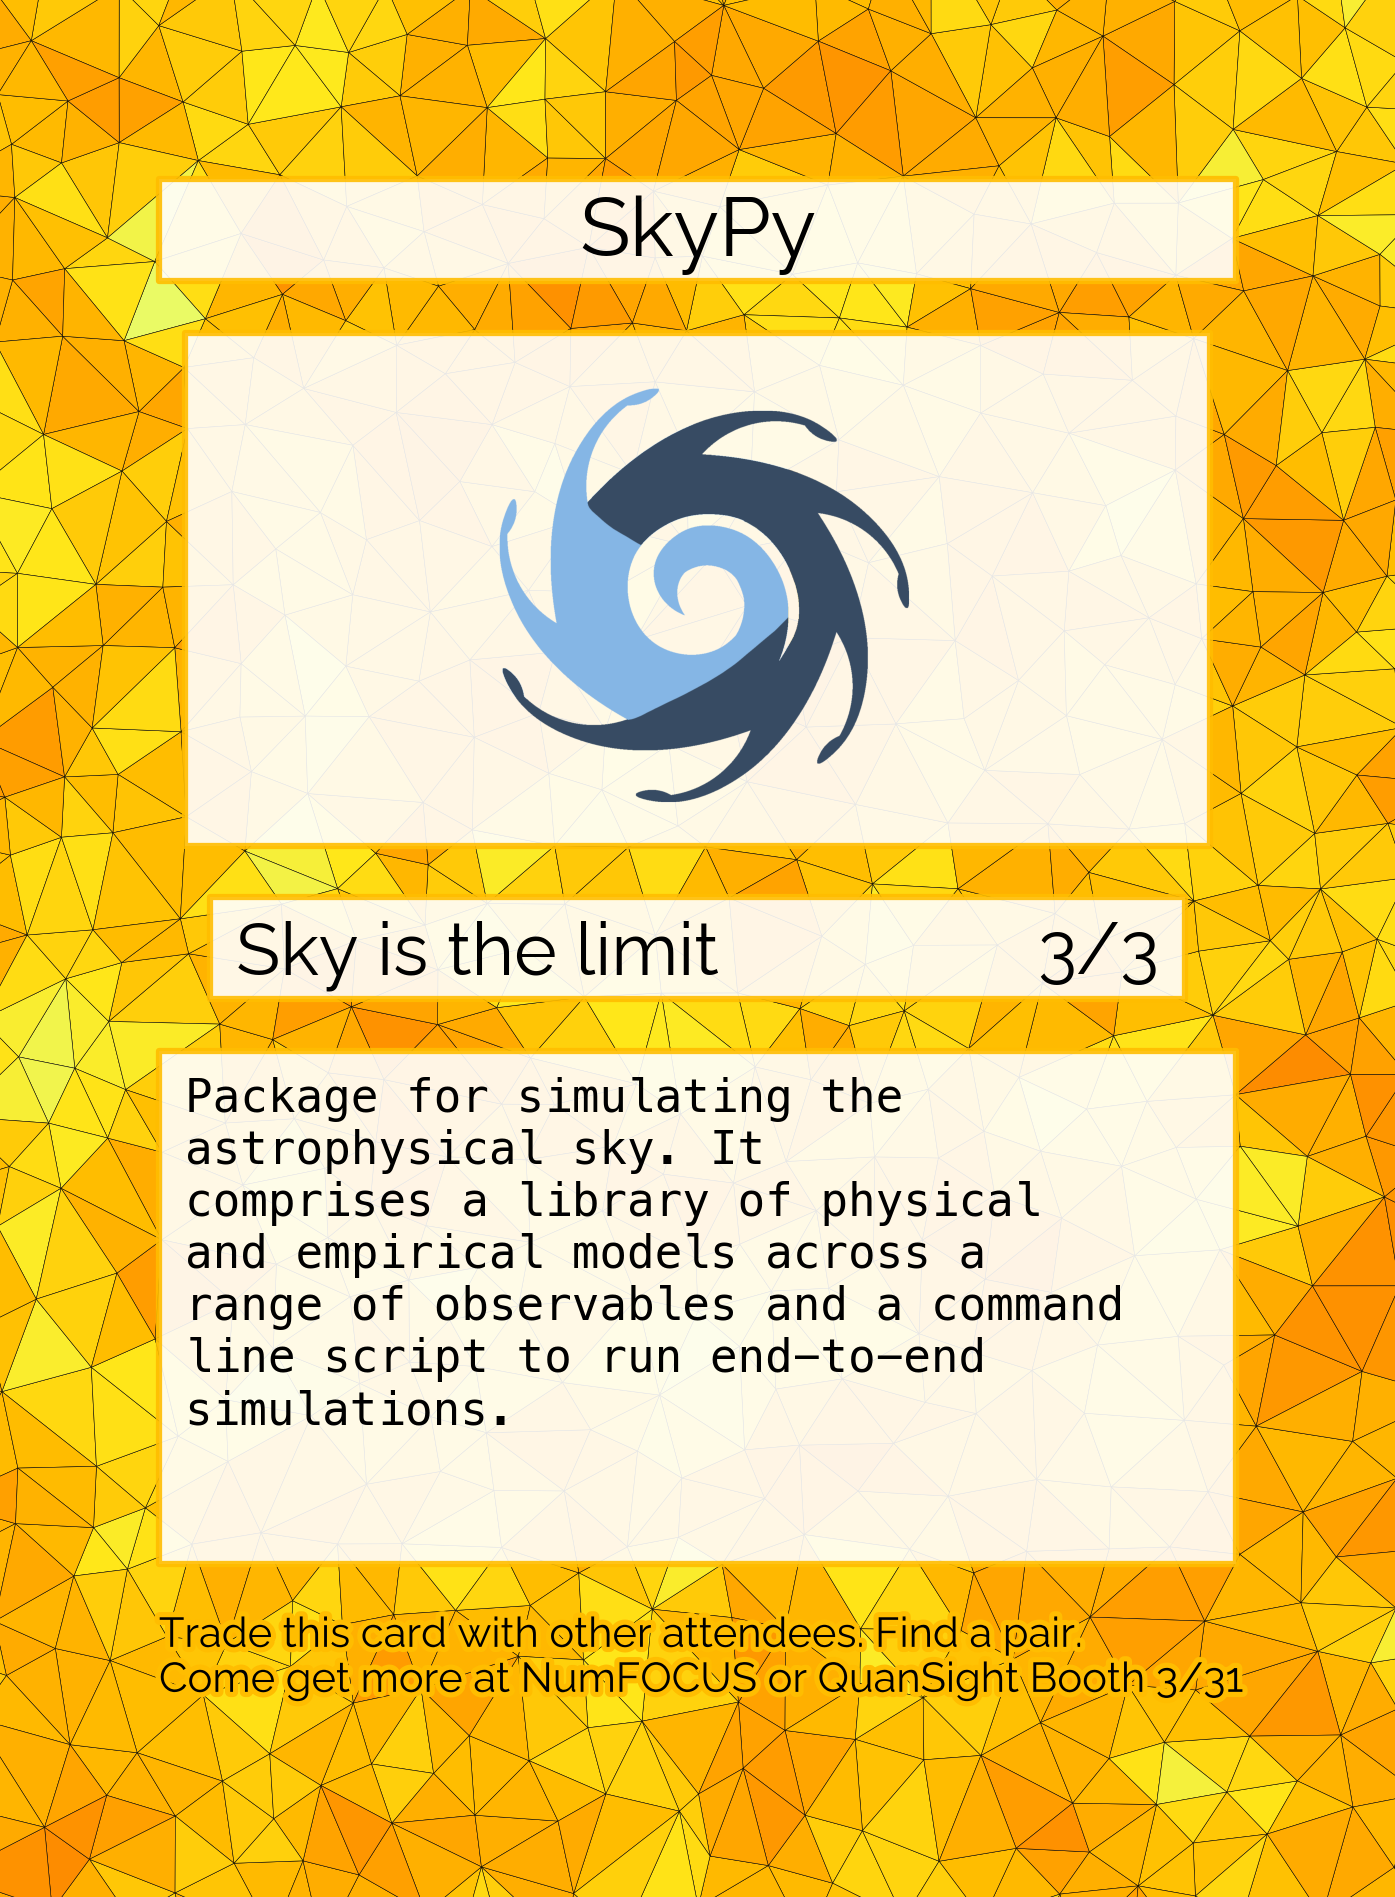 SkyPy
Sky is the limit 3/3
Package for simulating the
astrophysical sky. It
comprises a library of physical
and empirical models across a
range of observables and a command
line script to run end-to-end
simulations.
Trade this card with other attendees. Find a pair.
Come get more at NumFOCUS or QuanSight Booth 3/31